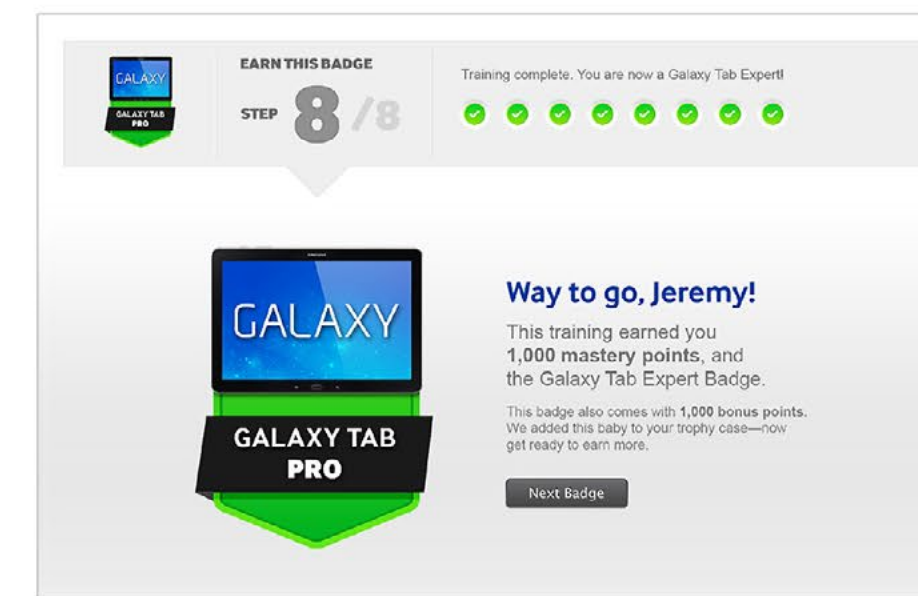 GALAXY
GALAXY TAB
PRO
EARN THIS BADGE
STEP 8/8
Training complete. You are now a Galaxy Tab Expert!
SAMSUNG
GALAXY
GALAXY TAB
PRO
Way to go, Jeremy!
This training earned you
1,000 mastery points, and
the Galaxy Tab Expert Badge.
This badge also comes with 1,000 bonus points.
We added this baby to your trophy case—now
get ready to earn more.
Next Badge